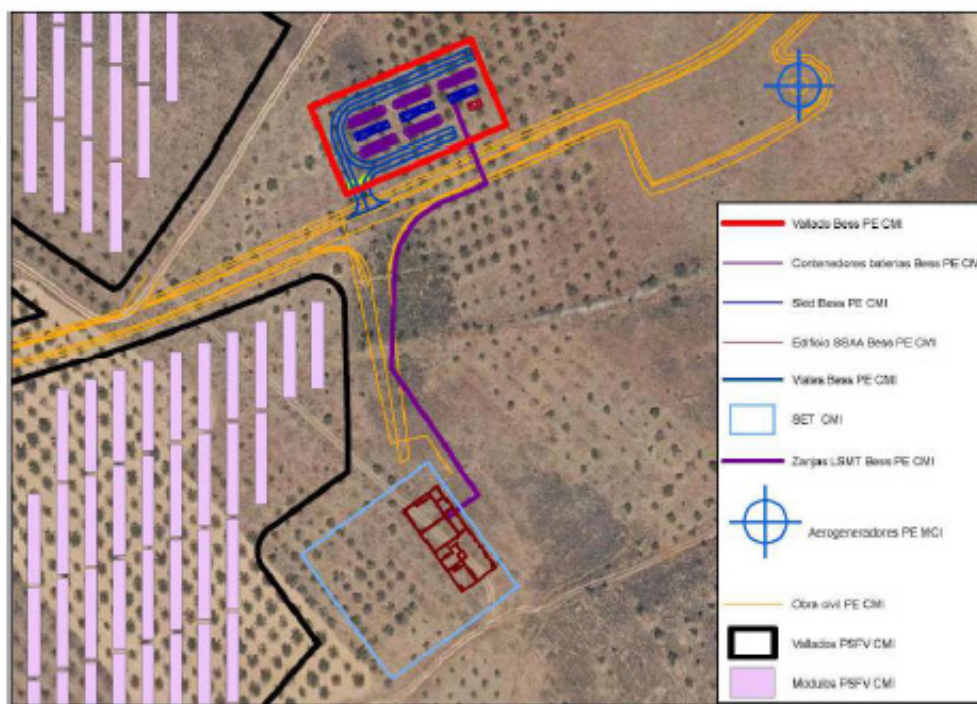 Vallado Bess PE CMI
Contenedores baterías Bess PE CM
Skid Bess PE CMI
Edificio SSAA Bess PE CMI
Viales Bess PE CMI
SET CMI
Zanjas LSMT Bess PE CMI
Aerogeneradores PE MCI
Obra civil PE CMI
Vallados PSFV CMI
Modulos PSFV CMI